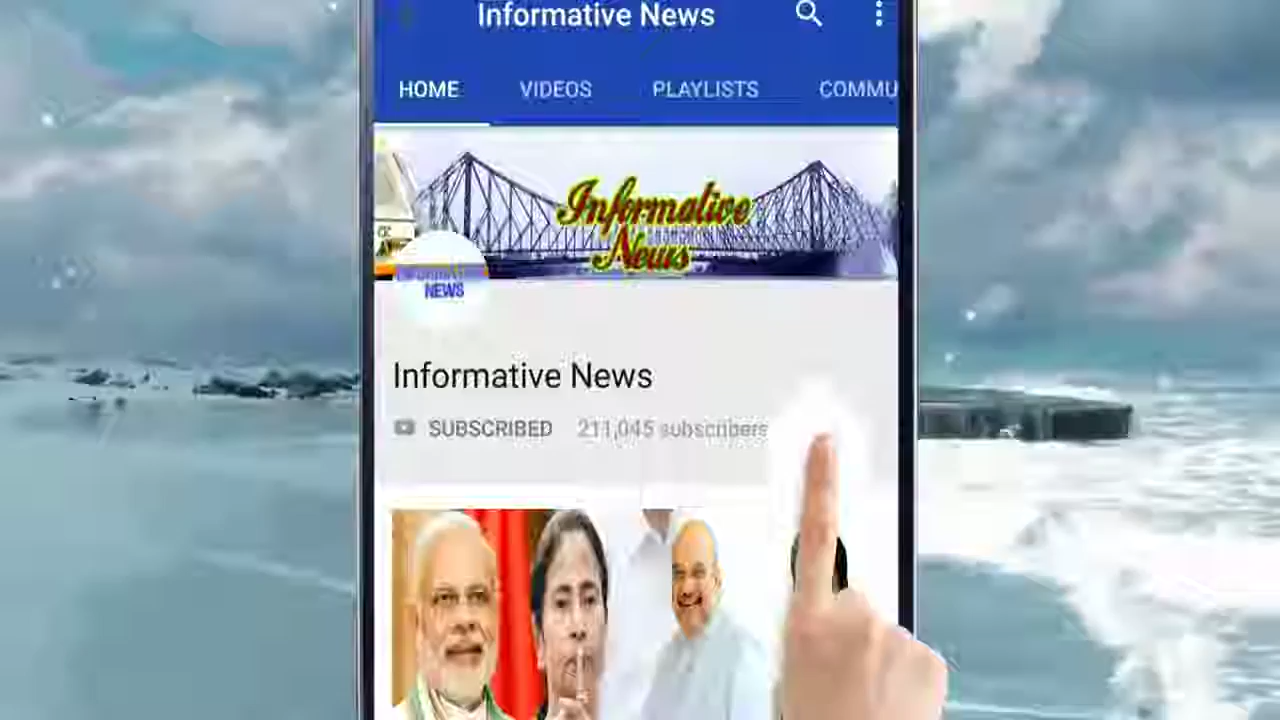 Informative News
HOME VIDEOS PLAYLISTS COMMU
Informative
News
NEWS
Informative News
SUBSCRIBED 211,045 subscribers